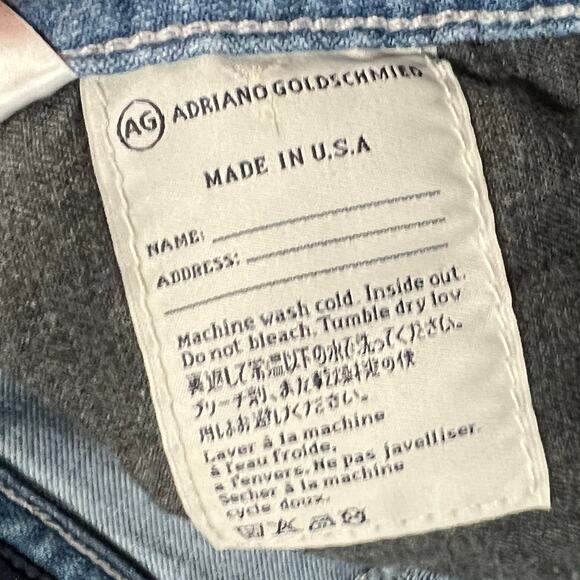 AG ADRIANO GOLDSCHMIED
MADE IN U.S.A
NAME:
ADDRESS:
Machine wash cold. Inside out.
Do not bleach. Tumble dry low
裏返して常温以下の水で洗ってください。
ブリーチ剤、また乾燥機の使
用はお避けください。
Laver à la machine
à l'eau froide,
a l'envers. Ne pas javelliser.
Secher à la machine
cycle doux.